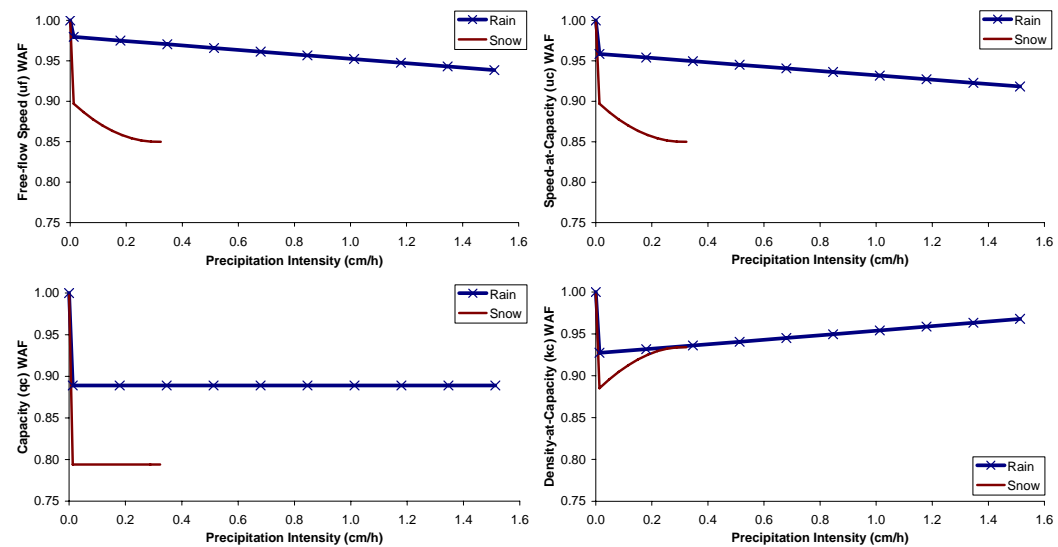 1.00
0.95
0.90
0.85
0.80
0.75
Free-flow Speed (uf) WAF
0.0 0.2 0.4 0.6 0.8 1.0 1.2 1.4 1.6
Precipitation Intensity (cm/h)
Rain
Snow
1.00
0.95
0.90
0.85
0.80
0.75
Speed-at-Capacity (uc) WAF
0.0 0.2 0.4 0.6 0.8 1.0 1.2 1.4 1.6
Precipitation Intensity (cm/h)
Rain
Snow
1.00
0.95
0.90
0.85
0.80
0.75
Capacity (qc) WAF
0.0 0.2 0.4 0.6 0.8 1.0 1.2 1.4 1.6
Precipitation Intensity (cm/h)
Rain
Snow
1.00
0.95
0.90
0.85
0.80
0.75
Density-at-Capacity (kc) WAF
0.0 0.2 0.4 0.6 0.8 1.0 1.2 1.4 1.6
Precipitation Intensity (cm/h)
Rain
Snow